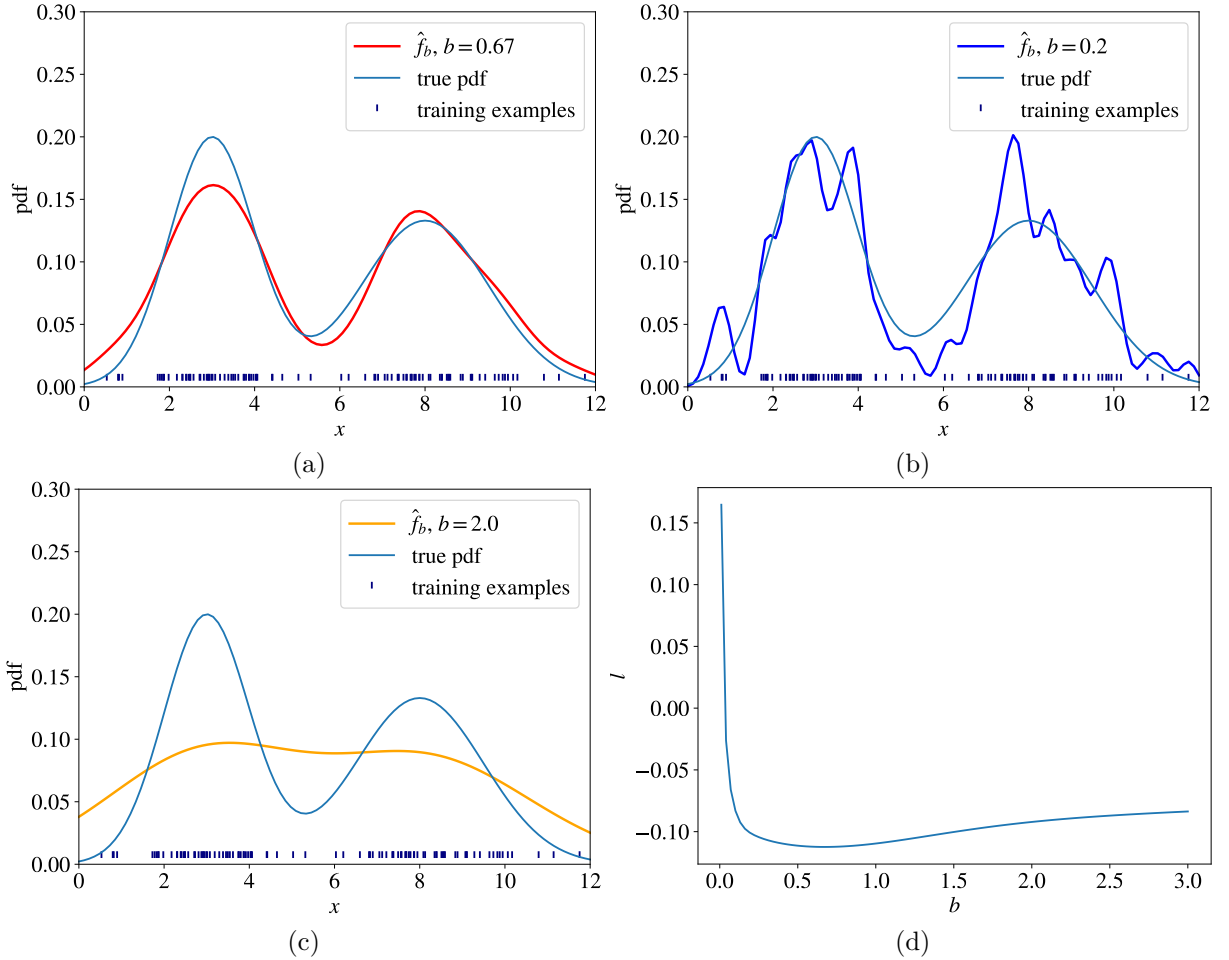 0.30
0.25
0.20
0.15
0.10
0.05
0.00
pdf
f̂_b, b = 0.67
true pdf
training examples
0 2 4 6 8 10 12
x
(a)
0.30
0.25
0.20
0.15
0.10
0.05
0.00
pdf
f̂_b, b = 0.2
true pdf
training examples
0 2 4 6 8 10 12
x
(b)
0.30
0.25
0.20
0.15
0.10
0.05
0.00
pdf
f̂_b, b = 2.0
true pdf
training examples
0 2 4 6 8 10 12
x
(c)
0.15
0.10
0.05
0.00
−0.05
−0.10
l
0.0 0.5 1.0 1.5 2.0 2.5 3.0
b
(d)